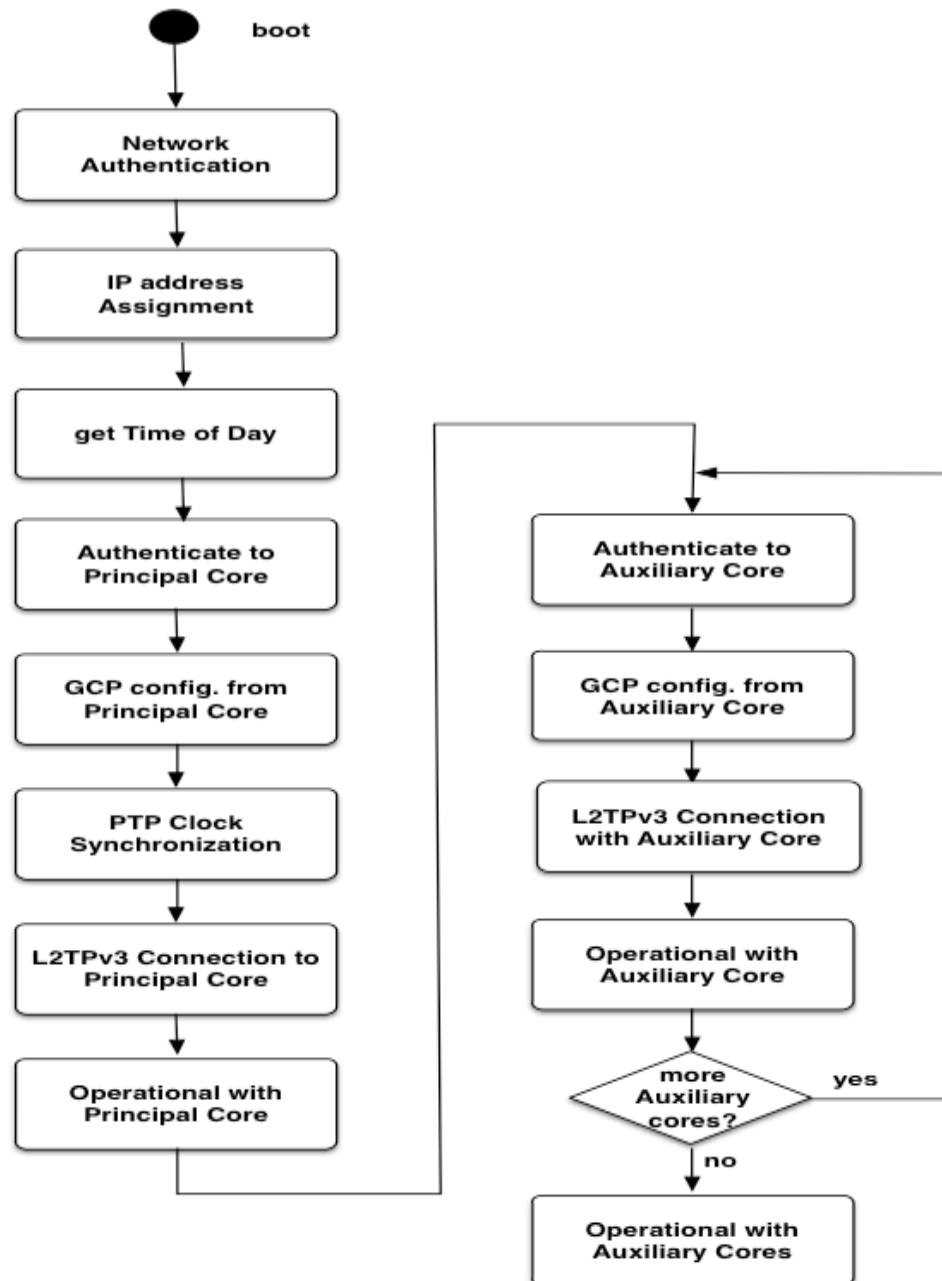 boot
Network
Authentication
IP address
Assignment
get Time of Day
Authenticate to
Principal Core
GCP config. from
Principal Core
PTP Clock
Synchronization
L2TPv3 Connection to
Principal Core
Operational with
Principal Core
Authenticate to
Auxiliary Core
GCP config. from
Auxiliary Core
L2TPv3 Connection
with Auxiliary Core
Operational with
Auxiliary Core
more
Auxiliary
cores?
yes
no
Operational with
Auxiliary Cores